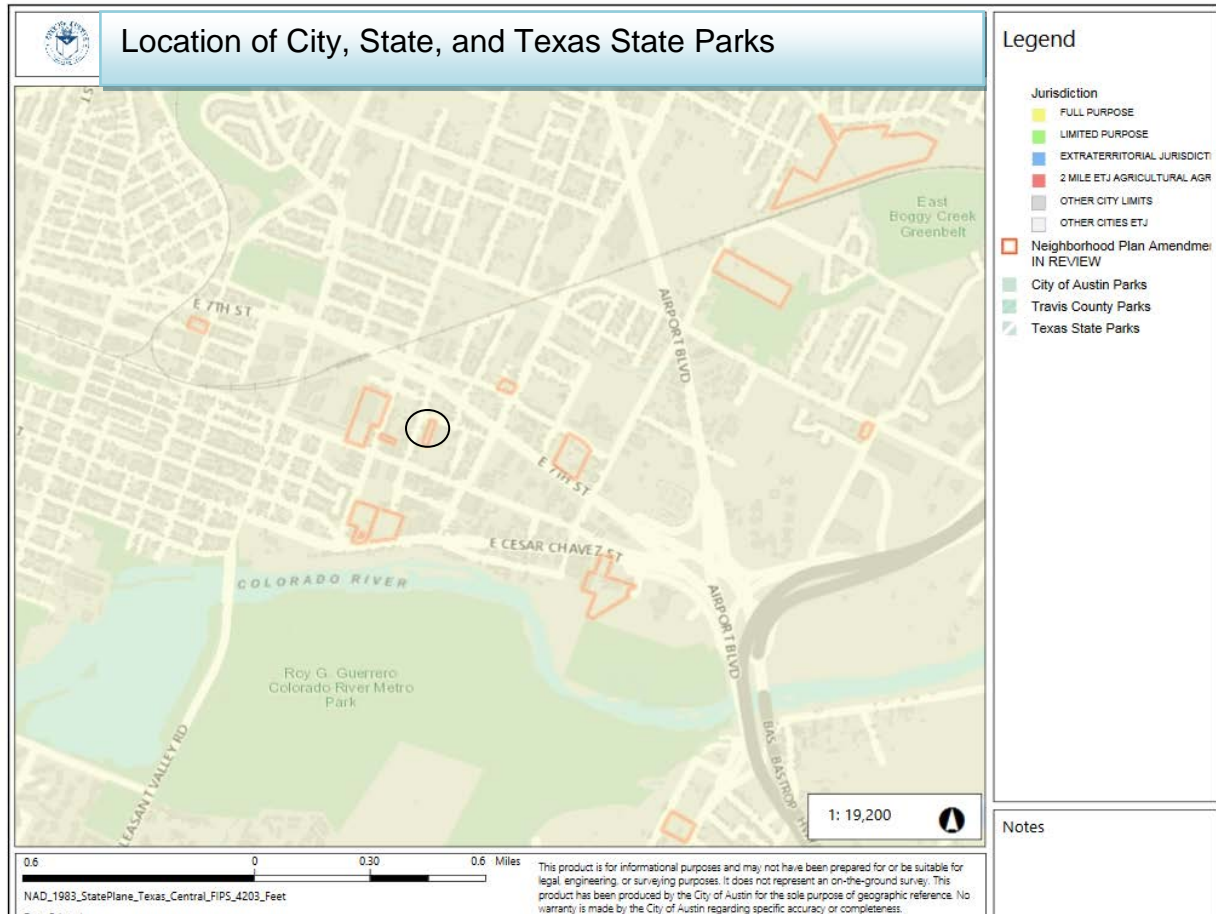 Location of City, State, and Texas State Parks
Legend
Jurisdiction
FULL PURPOSE
LIMITED PURPOSE
EXTRATERRITORIAL JURISDICTI
2 MILE ETJ AGRICULTURAL AGR
OTHER CITY LIMITS
OTHER CITIES ETJ
Neighborhood Plan Amendmen
IN REVIEW
City of Austin Parks
Travis County Parks
Texas State Parks
ST
East
Boggy Creek
Greenbelt
E 7TH ST
AIRPORT BLVD
E 7TH ST
E CESAR CHAVEZ ST
COLORADO RIVER
AIRPORT BLVD
Roy G. Guerrero
Colorado River Metro
Park
LEASANT VALLEY RD
BAS BASTROP HW
1: 19,200
Notes
0.6 0 0.30 0.6 Miles
NAD_1983_StatePlane_Texas_Central_FIPS_4203_Feet
This product is for informational purposes and may not have been prepared for or be suitable for
legal, engineering, or surveying purposes. It does not represent an on-the-ground survey. This
product has been produced by the City of Austin for the sole purpose of geographic reference. No
warranty is made by the City of Austin regarding specific accuracy or completeness.